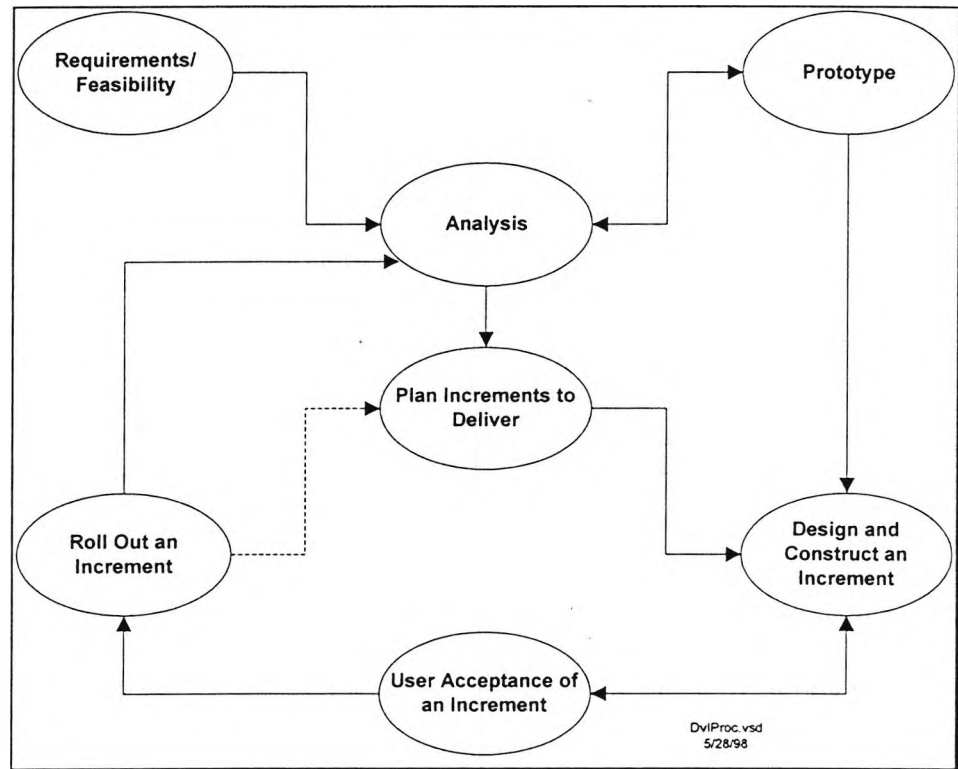 Requirements/
Feasibility
Prototype
Analysis
Plan Increments to
Deliver
Roll Out an
Increment
Design and
Construct an
Increment
User Acceptance of
an Increment
DvlProc.vsd
5/28/98